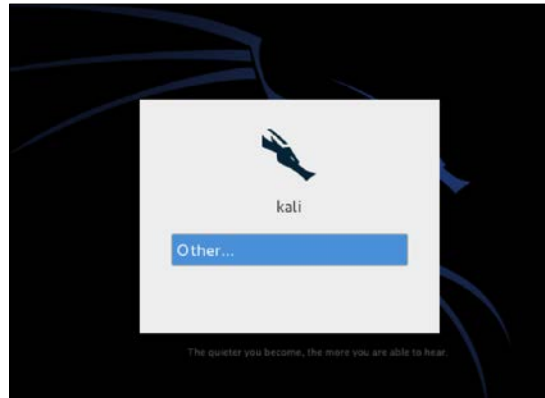 kali
Other...
The quieter you become, the more you are able to hear.